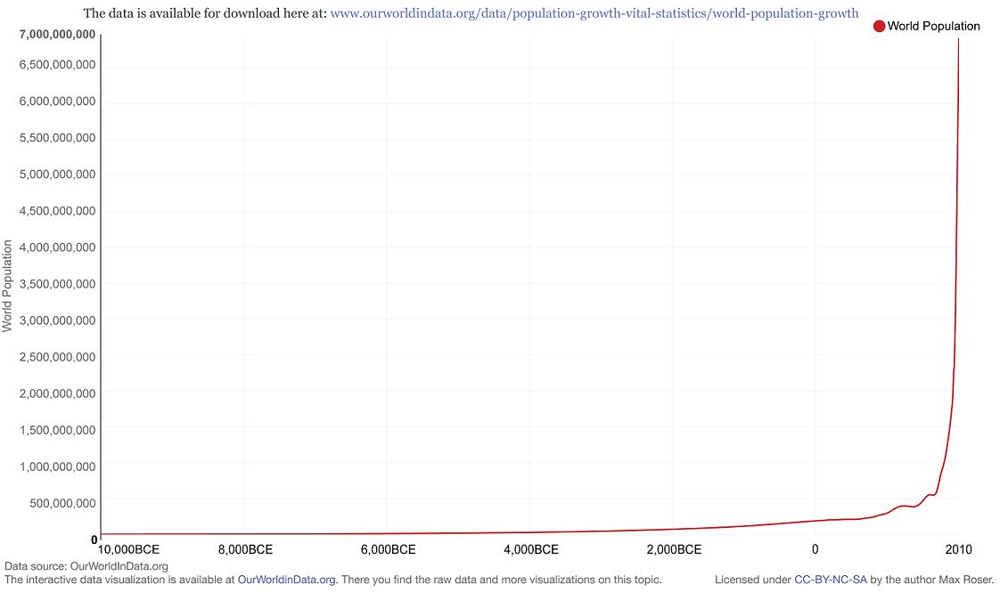 The data is available for download here at: www.ourworldindata.org/data/population-growth-vital-statistics/world-population-growth
World Population
7,000,000,000
6,500,000,000
6,000,000,000
5,500,000,000
5,000,000,000
4,500,000,000
4,000,000,000
3,500,000,000
3,000,000,000
2,500,000,000
2,000,000,000
1,500,000,000
1,000,000,000
500,000,000
0
World Population
10,000BCE 8,000BCE 6,000BCE 4,000BCE 2,000BCE 0 2010
Data source: OurWorldInData.org
The interactive data visualization is available at OurWorldinData.org. There you find the raw data and more visualizations on this topic. Licensed under CC-BY-NC-SA by the author Max Roser.